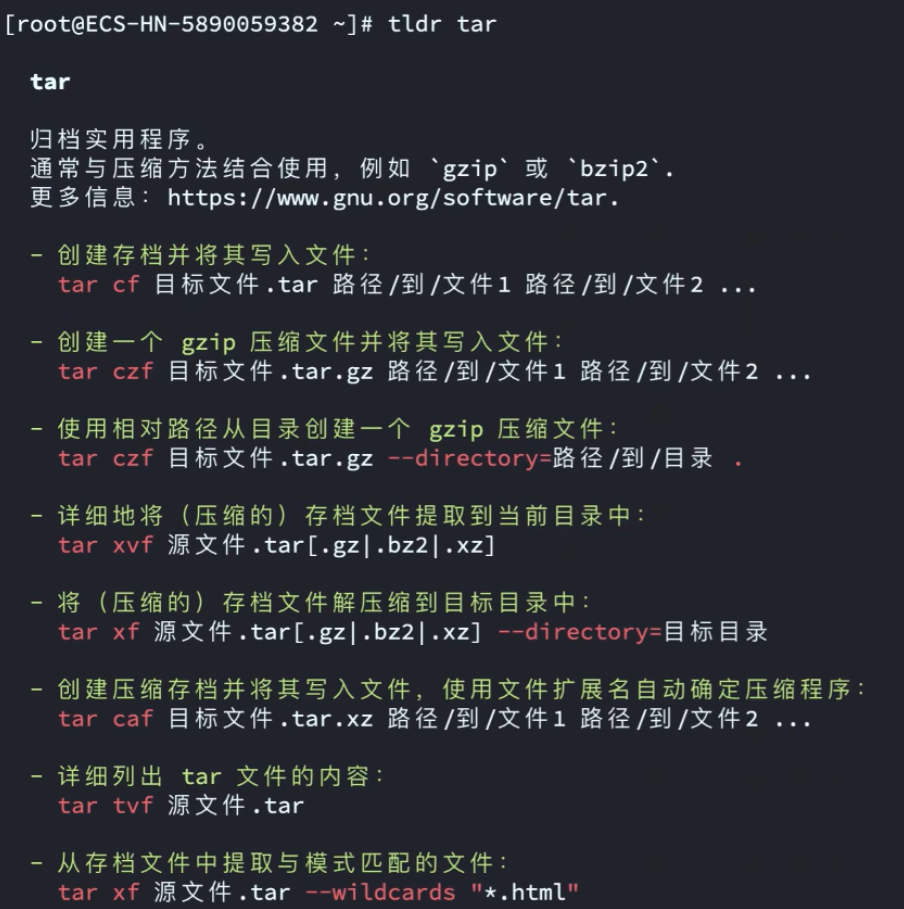 [root@ECS-HN-5890059382 ~]# tldr tar
tar
归档实用程序。
通常与压缩方法结合使用，例如 `gzip` 或 `bzip2`.
更多信息：https://www.gnu.org/software/tar.
- 创建存档并将其写入文件：
tar cf 目标文件.tar 路径/到/文件1 路径/到/文件2 ...
- 创建一个 gzip 压缩文件并将其写入文件：
tar czf 目标文件.tar.gz 路径/到/文件1 路径/到/文件2 ...
- 使用相对路径从目录创建一个 gzip 压缩文件：
tar czf 目标文件.tar.gz --directory=路径/到/目录 .
- 详细地将（压缩的）存档文件提取到当前目录中：
tar xvf 源文件.tar[.gz|.bz2|.xz]
- 将（压缩的）存档文件解压缩到目标目录中：
tar xf 源文件.tar[.gz|.bz2|.xz] --directory=目标目录
- 创建压缩存档并将其写入文件，使用文件扩展名自动确定压缩程序：
tar caf 目标文件.tar.xz 路径/到/文件1 路径/到/文件2 ...
- 详细列出 tar 文件的内容：
tar tvf 源文件.tar
- 从存档文件中提取与模式匹配的文件：
tar xf 源文件.tar --wildcards "*.html"